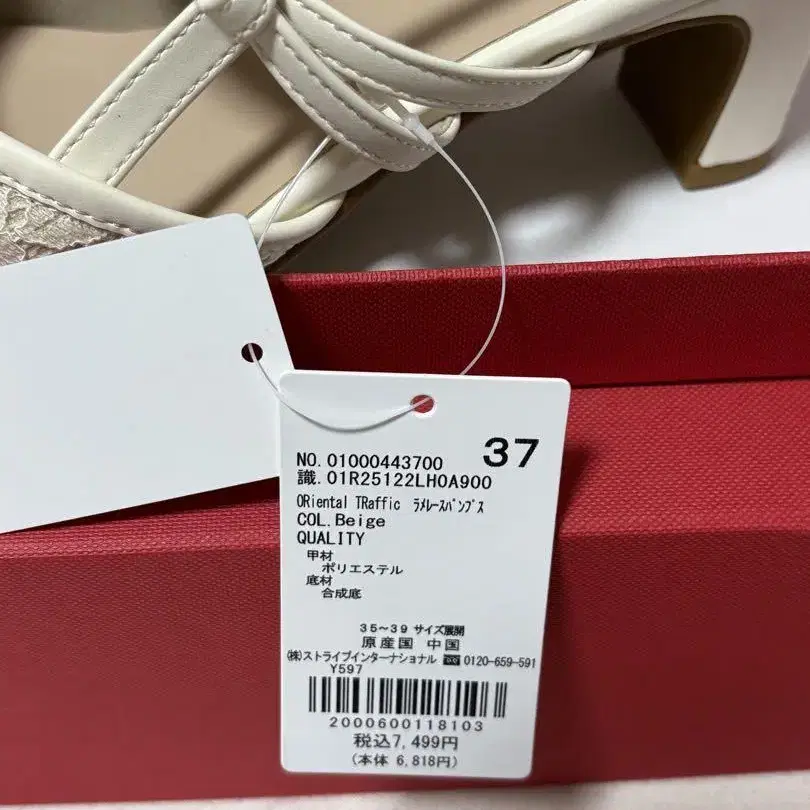 37
NO.01000443700
識.01R25122LH0A900
ORiental TRaffic ﾗﾒﾚｰｽﾊﾟﾝﾌﾟｽ
COL.Beige
QUALITY
甲材
ポリエステル
底材
合成底
35～39 サイズ展開
原産国 中国
㈱ストライプインターナショナル ☎ 0120-659-591
Y597
2000600118103
税込7,499円
(本体 6,818円)